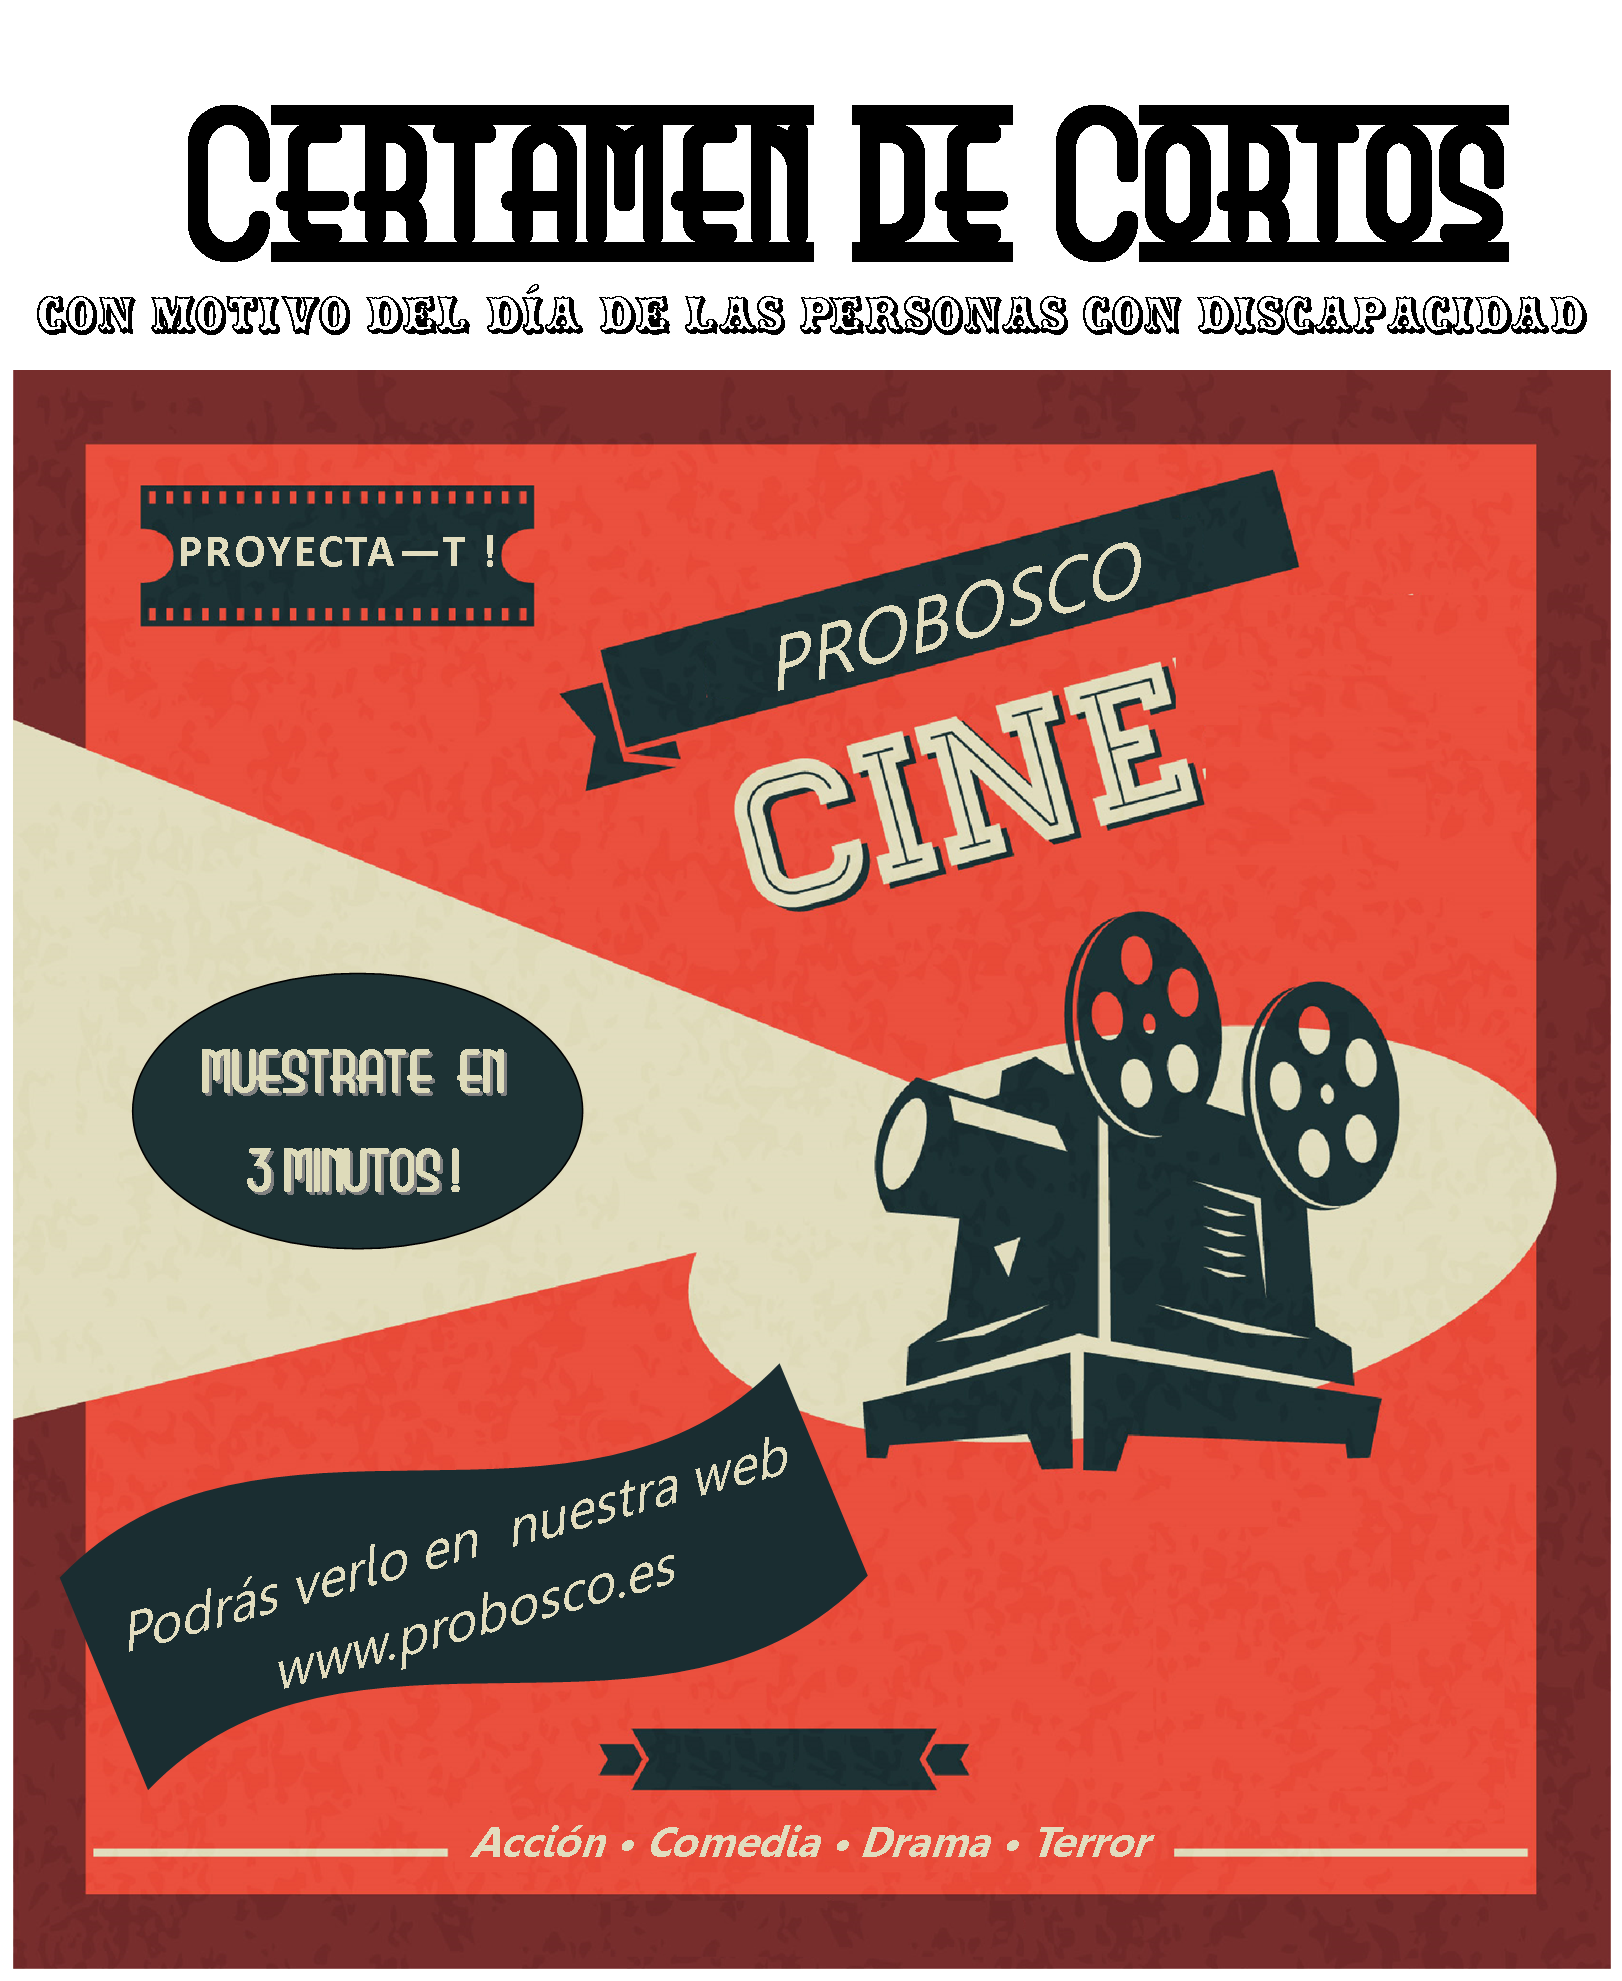 CERTAMEN DE CORTOS
CON MOTIVO DEL DÍA DE LAS PERSONAS CON DISCAPACIDAD
PROYECTA—T !
PROBOSCO
CINE
MUESTRATE EN
3 MINUTOS!
Podrás verlo en nuestra web
www.probosco.es
Acción • Comedia • Drama • Terror